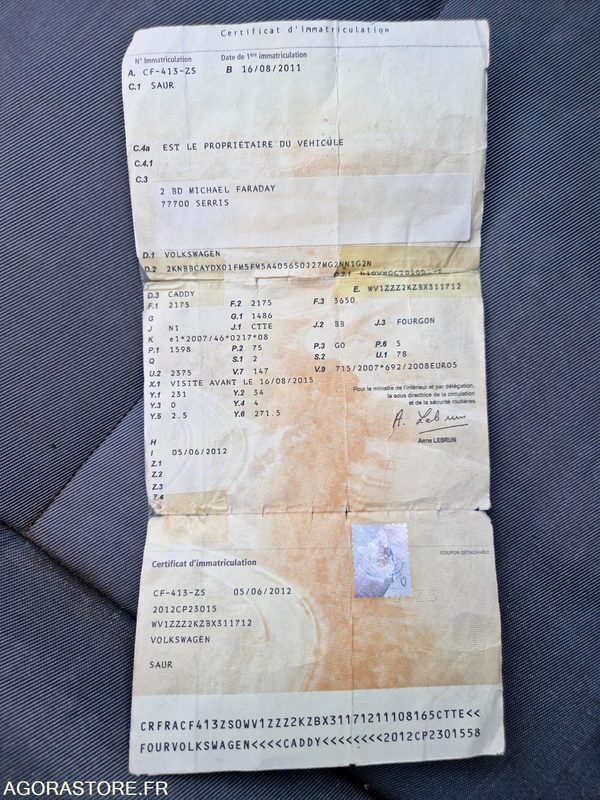 Certificat d'immatriculation
N° Immatriculation Date de 1ère immatriculation
A. CF-413-ZS B 16/08/2011
C.1 SAUR
C.4a EST LE PROPRIÉTAIRE DU VÉHICULE
C.4.1
C.3
2 BD MICHAEL FARADAY
77700 SERRIS
D.1 VOLKSWAGEN
D.2 2KNBBCAYDX01FM5FM5A4056S0J27MG2NN1G2N
D.2.1
D.3 CADDY E. WV1ZZZ2KZBX311712
F.1 2175 F.2 2175 F.3 3650
G G.1 1486
J N1 J.1 CTTE J.2 BB J.3 FOURGON
K e1*2007/46*0217*08
P.1 1598 P.2 75 P.3 GO P.6 5
Q S.1 2 S.2 U.1 78
U.2 2375 V.7 147 V.9 715/2007*692/2008EURO5
X.1 VISITE AVANT LE 16/08/2015
Y.1 231 Y.2 34
Y.3 0 Y.4 4
Y.5 2.5 Y.6 271.5
Pour le ministre de l'intérieur et par délégation,
la sous directrice de la circulation
et de la sécurité routières.
A. Lebrun
Anne LEBRUN
H
I 05/06/2012
Z.1
Z.2
Z.3
Z.4
COUPON DÉTACHABLE
Certificat d'immatriculation
CF-413-ZS 05/06/2012
2012CP23015
WV1ZZZ2KZBX311712
VOLKSWAGEN
SAUR
CRFRACF413ZS0WV1ZZZ2KZBX31171211108165CTTE<<
FOURVOLKSWAGEN<<<<CADDY<<<<<<<<2012CP2301558
AGORASTORE.FR